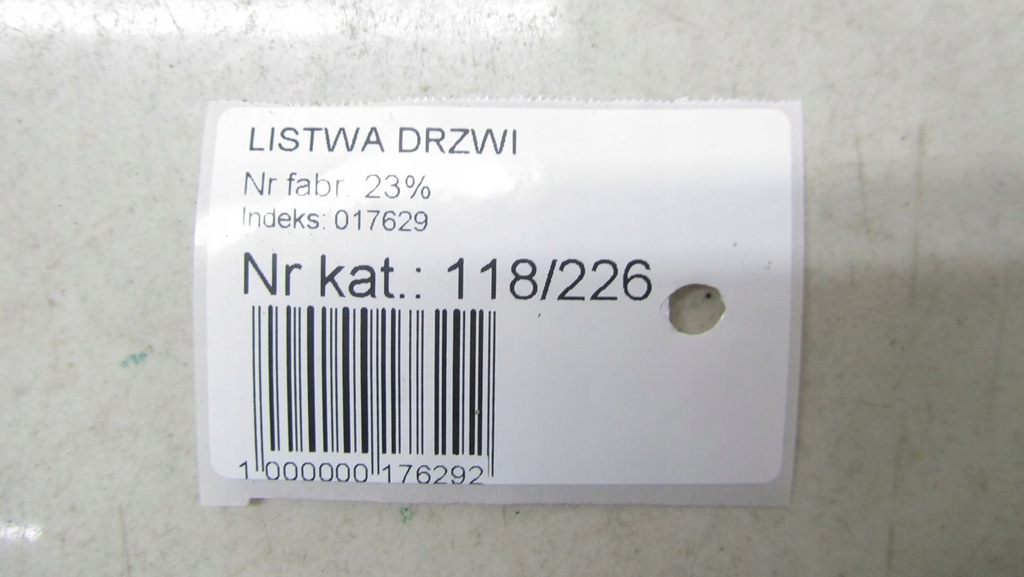 LISTWA DRZWI
Nr fabr. 23%
Indeks: 017629
Nr kat.: 118/226
1 000000 176292